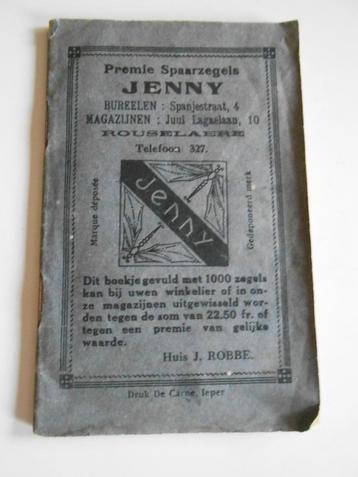 Premie Spaarzegels
JENNY
BUREELEN : Spanjestraat, 4
MAGAZIJNEN : Juul Lagaelaan, 10
ROUSELAERE
Telefoon 327.
Marque déposée
JENNY
JENNY
Gedeponeerd merk
Dit boekje gevuld met 1000 zegels
kan bij uwen winkelier of in on-
ze magazijnen uitgewisseld wor-
den tegen de som van 22.50 fr. of
tegen een premie van gelijke
waarde.
Huis J. ROBBE.
Druk De Carne, Ieper